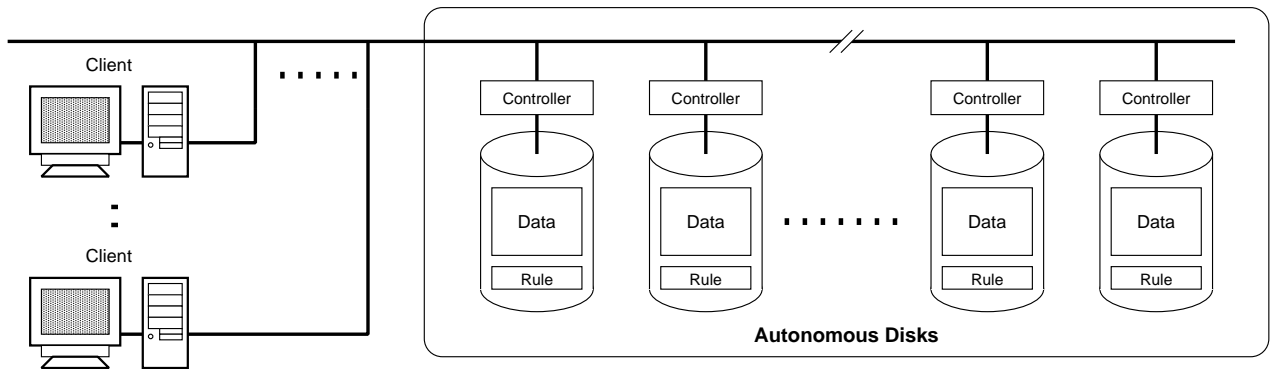 Client
Controller
Controller
Controller
Controller
Data
Data
Data
Data
Client
Rule
Rule
Rule
Rule
Autonomous Disks